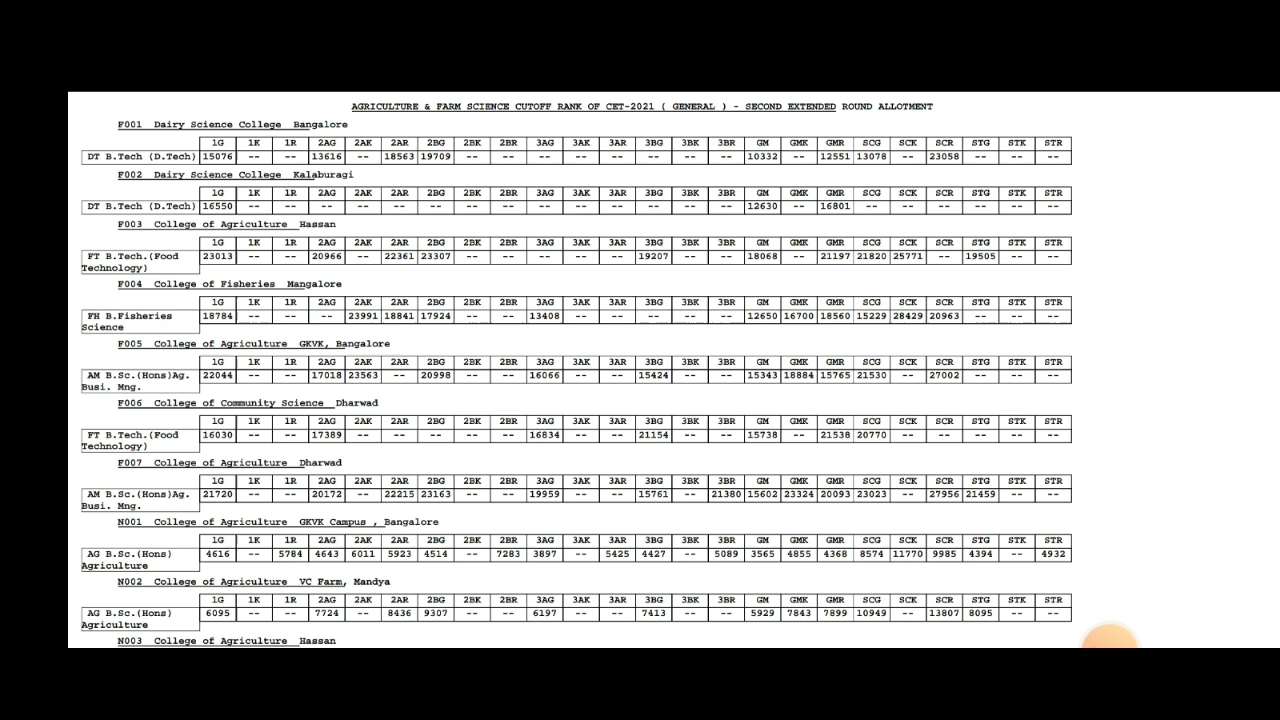 AGRICULTURE & FARM SCIENCE CUTOFF RANK OF CET-2021 ( GENERAL ) - SECOND EXTENDED ROUND ALLOTMENT
F001 Dairy Science College Bangalore
1G 1K 1R 2AG 2AK 2AR 2BG 2BK 2BR 3AG 3AK 3AR 3BG 3BK 3BR GM GMK GMR SCG SCK SCR STG STK STR
DT B.Tech (D.Tech) 15076 -- -- 13616 -- 18563 19709 -- -- -- -- -- -- -- -- 10332 -- 12551 13078 -- 23058 -- -- --
F002 Dairy Science College Kalaburagi
1G 1K 1R 2AG 2AK 2AR 2BG 2BK 2BR 3AG 3AK 3AR 3BG 3BK 3BR GM GMK GMR SCG SCK SCR STG STK STR
DT B.Tech (D.Tech) 16550 -- -- -- -- -- -- -- -- -- -- -- -- -- -- 12630 -- 16801 -- -- -- -- -- --
F003 College of Agriculture Hassan
1G 1K 1R 2AG 2AK 2AR 2BG 2BK 2BR 3AG 3AK 3AR 3BG 3BK 3BR GM GMK GMR SCG SCK SCR STG STK STR
FT B.Tech.(Food 23013 -- -- 20966 -- 22361 23307 -- -- -- -- -- 19207 -- -- 18068 -- 21197 21820 25771 -- 19505 -- --
Technology)
F004 College of Fisheries Mangalore
1G 1K 1R 2AG 2AK 2AR 2BG 2BK 2BR 3AG 3AK 3AR 3BG 3BK 3BR GM GMK GMR SCG SCK SCR STG STK STR
FH B.Fisheries 18784 -- -- -- 23991 18841 17924 -- -- 13408 -- -- -- -- -- 12650 16700 18560 15229 28429 20963 -- -- --
Science
F005 College of Agriculture GKVK, Bangalore
1G 1K 1R 2AG 2AK 2AR 2BG 2BK 2BR 3AG 3AK 3AR 3BG 3BK 3BR GM GMK GMR SCG SCK SCR STG STK STR
AM B.Sc.(Hons)Ag. 22044 -- -- 17018 23563 -- 20998 -- -- 16066 -- -- 15424 -- -- 15343 18884 15765 21530 -- 27002 -- -- --
Busi. Mng.
F006 College of Community Science Dharwad
1G 1K 1R 2AG 2AK 2AR 2BG 2BK 2BR 3AG 3AK 3AR 3BG 3BK 3BR GM GMK GMR SCG SCK SCR STG STK STR
FT B.Tech.(Food 16030 -- -- 17389 -- -- -- -- -- 16834 -- -- 21154 -- -- 15738 -- 21538 20770 -- -- -- -- --
Technology)
F007 College of Agriculture Dharwad
1G 1K 1R 2AG 2AK 2AR 2BG 2BK 2BR 3AG 3AK 3AR 3BG 3BK 3BR GM GMK GMR SCG SCK SCR STG STK STR
AM B.Sc.(Hons)Ag. 21720 -- -- 20172 -- 22215 23163 -- -- 19959 -- -- 15761 -- 21380 15602 23324 20093 23023 -- 27956 21459 -- --
Busi. Mng.
N001 College of Agriculture GKVK Campus , Bangalore
1G 1K 1R 2AG 2AK 2AR 2BG 2BK 2BR 3AG 3AK 3AR 3BG 3BK 3BR GM GMK GMR SCG SCK SCR STG STK STR
AG B.Sc.(Hons) 4616 -- 5784 4643 6011 5923 4514 -- 7283 3897 -- 5425 4427 -- 5089 3565 4855 4368 8574 11770 9985 4394 -- 4932
Agriculture
N002 College of Agriculture VC Farm, Mandya
1G 1K 1R 2AG 2AK 2AR 2BG 2BK 2BR 3AG 3AK 3AR 3BG 3BK 3BR GM GMK GMR SCG SCK SCR STG STK STR
AG B.Sc.(Hons) 6095 -- -- 7724 -- 8436 9307 -- -- 6197 -- -- 7413 -- -- 5929 7843 7899 10949 -- 13807 8095 -- --
Agriculture
N003 College of Agriculture Hassan